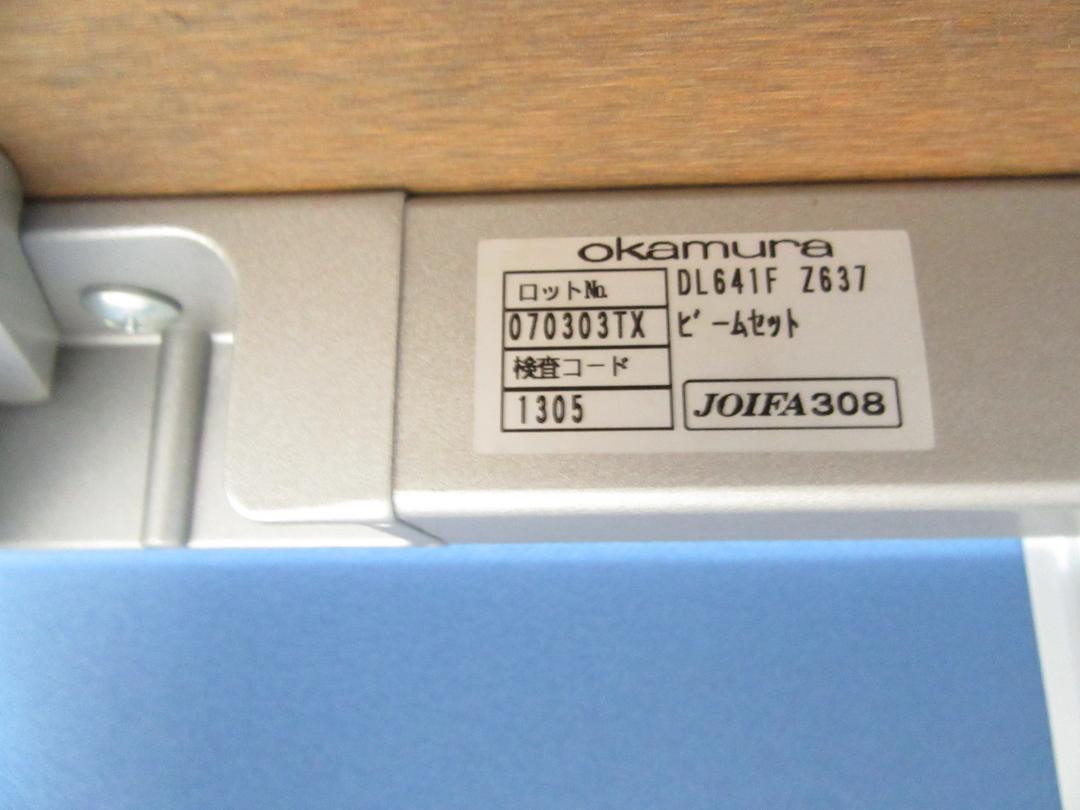 okamura
ロットNo.
070303TX
検査コード
1305
DL641F Z637
ビームセット
JOIFA308